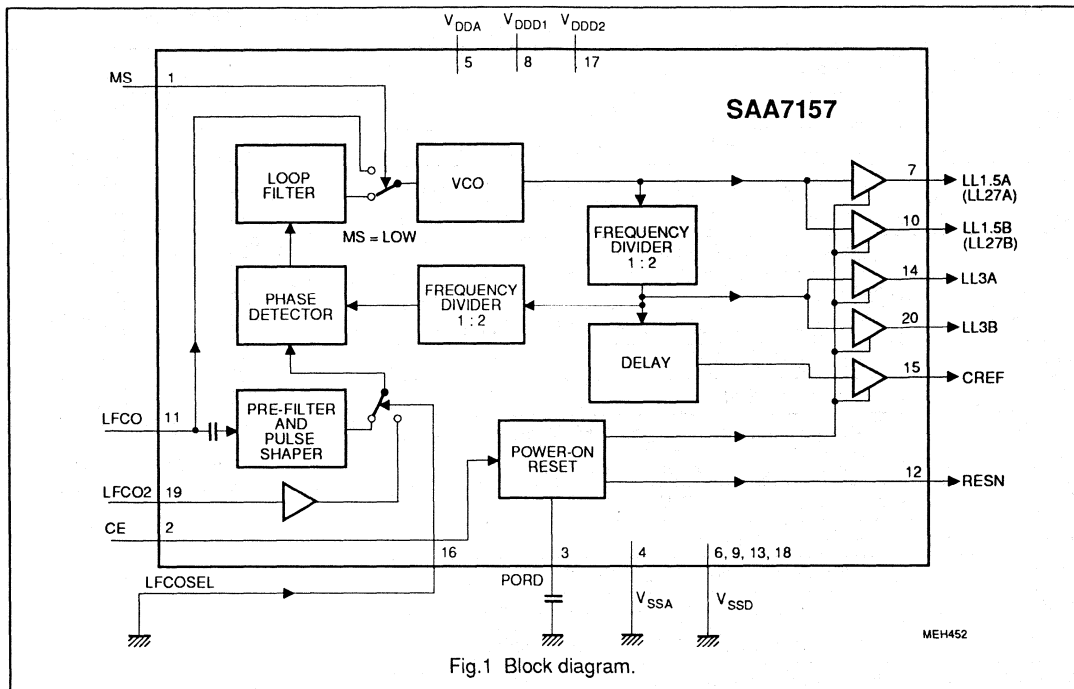 V DDA V DDD1 V DDD2
5 8 17
MS 1
SAA7157
LOOP
FILTER
VCO
MS = LOW
7 LL1.5A
(LL27A)
10 LL1.5B
(LL27B)
FREQUENCY
DIVIDER
1 : 2
14 LL3A
PHASE
DETECTOR
FREQUENCY
DIVIDER
1 : 2
20 LL3B
DELAY
15 CREF
LFCO 11
PRE-FILTER
AND
PULSE
SHAPER
POWER-ON
RESET
12 RESN
LFCO2 19
CE 2
16 3 4 6, 9, 13, 18
LFCOSEL
PORD
V SSA
V SSD
MEH452
Fig.1 Block diagram.